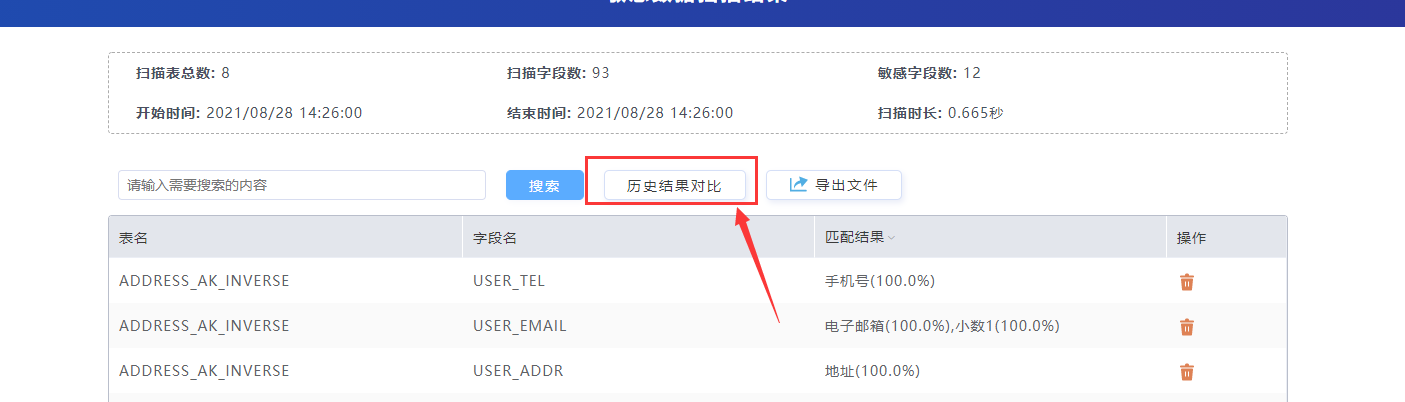 扫描表总数: 8 扫描字段数: 93 敏感字段数: 12
开始时间: 2021/08/28 14:26:00 结束时间: 2021/08/28 14:26:00 扫描时长: 0.665秒
请输入需要搜索的内容 搜索 历史结果对比 导出文件
表名 字段名 匹配结果 操作
ADDRESS_AK_INVERSE USER_TEL 手机号(100.0%)
ADDRESS_AK_INVERSE USER_EMAIL 电子邮箱(100.0%),小数1(100.0%)
ADDRESS_AK_INVERSE USER_ADDR 地址(100.0%)